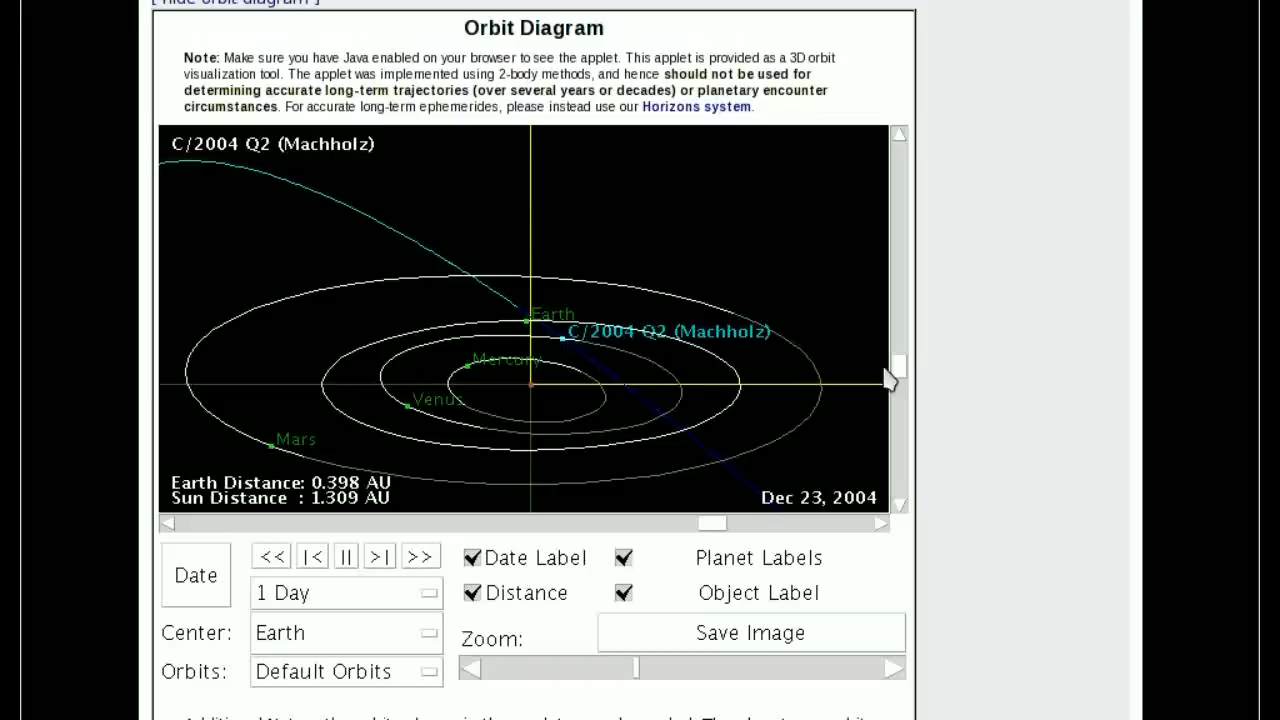 [ hide orbit diagram ]
Orbit Diagram
Note: Make sure you have Java enabled on your browser to see the applet. This applet is provided as a 3D orbit
visualization tool. The applet was implemented using 2-body methods, and hence should not be used for
determining accurate long-term trajectories (over several years or decades) or planetary encounter
circumstances. For accurate long-term ephemerides, please instead use our Horizons system.
C/2004 Q2 (Machholz)
Earth
C/2004 Q2 (Machholz)
Mercury
Venus
Mars
Earth Distance: 0.398 AU
Sun Distance : 1.309 AU
Dec 23, 2004
Date
<< |< || >| >>
Date Label
Planet Labels
1 Day
Distance
Object Label
Center:
Earth
Zoom:
Save Image
Orbits:
Default Orbits